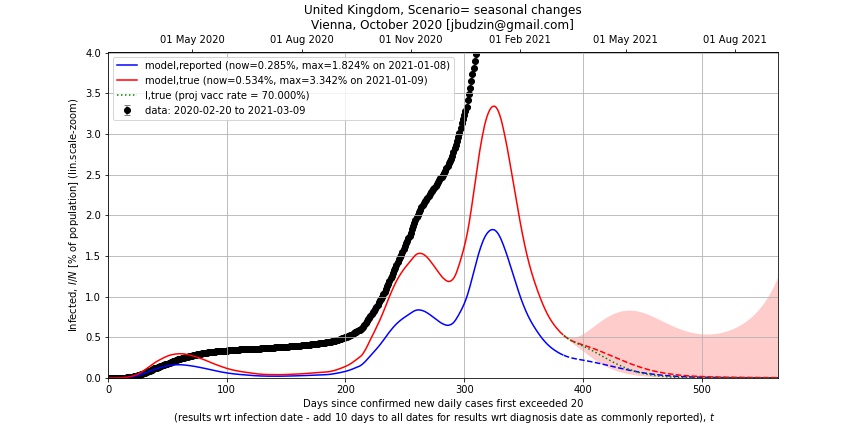 United Kingdom, Scenario= seasonal changes
Vienna, October 2020 [jbudzin@gmail.com]
01 May 2020 01 Aug 2020 01 Nov 2020 01 Feb 2021 01 May 2021 01 Aug 2021
model,reported (now=0.285%, max=1.824% on 2021-01-08)
model,true (now=0.534%, max=3.342% on 2021-01-09)
I,true (proj vacc rate = 70.000%)
data: 2020-02-20 to 2021-03-09
4.0
3.5
3.0
2.5
2.0
1.5
1.0
0.5
0.0
Infected, I/N [% of population] (lin.scale-zoom)
0 100 200 300 400 500
Days since confirmed new daily cases first exceeded 20
(results wrt infection date - add 10 days to all dates for results wrt diagnosis date as commonly reported), t